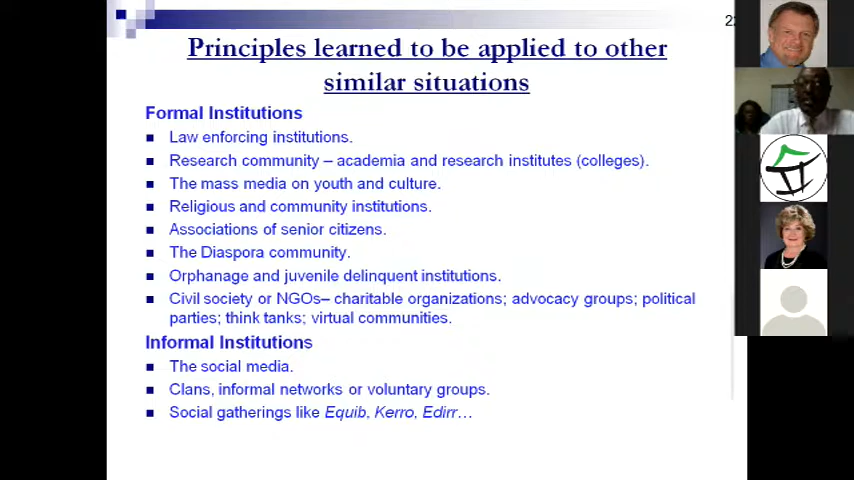 22
Principles learned to be applied to other
similar situations
Formal Institutions
Law enforcing institutions.
Research community – academia and research institutes (colleges).
The mass media on youth and culture.
Religious and community institutions.
Associations of senior citizens.
The Diaspora community.
Orphanage and juvenile delinquent institutions.
Civil society or NGOs– charitable organizations; advocacy groups; political
parties; think tanks; virtual communities.
Informal Institutions
The social media.
Clans, informal networks or voluntary groups.
Social gatherings like Equib, Kerro, Edirr…